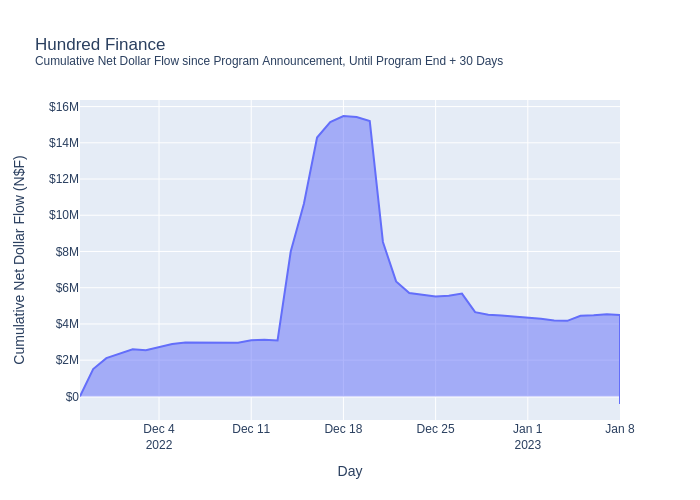 Hundred Finance
Cumulative Net Dollar Flow since Program Announcement, Until Program End + 30 Days
Cumulative Net Dollar Flow (N$F)
$16M
$14M
$12M
$10M
$8M
$6M
$4M
$2M
$0
Dec 4 Dec 11 Dec 18 Dec 25 Jan 1 Jan 8
2022 2023
Day